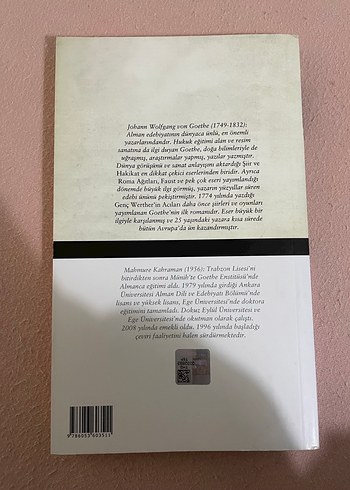 Johann Wolfgang von Goethe (1749-1832):
Alman edebiyatının dünyaca ünlü, en önemli
yazarlarındandır. Hukuk eğitimi alan ve resim
sanatına da ilgi duyan Goethe, doğa bilimleriyle de
uğraşmış, araştırmalar yapmış, yazılar yazmıştır.
Dünya görüşünü ve sanat anlayışını aktardığı Şiir ve
Hakikat en dikkat çekici eserlerinden biridir. Ayrıca
Roma Ağıtları, Faust ve pek çok eseri yayımlandığı
dönemde büyük ilgi görmüş, yazarın yüzyıllar süren
edebi ününü pekiştirmiştir. 1774 yılında yazdığı
Genç Werther'in Acıları daha önce şiirleri ve oyunları
yayımlanan Goethe'nin ilk romanıdır. Eser büyük bir
ilgiyle karşılanmış ve 25 yaşındaki yazara kısa sürede
bütün Avrupa'da ün kazandırmıştır.
Mahmure Kahraman (1956): Trabzon Lisesi'ni
bitirdikten sonra Münih'te Goethe Enstitüsü'nde
Almanca eğitimi aldı. 1979 yılında girdiği Ankara
Üniversitesi Alman Dili ve Edebiyatı Bölümü'nde
lisans ve yüksek lisans, Ege Üniversitesi'nde doktora
eğitimini tamamladı. Dokuz Eylül Üniversitesi ve
Ege Üniversitesi'nde okutman olarak çalıştı.
2008 yılında emekli oldu. 1996 yılında başladığı
çeviri faaliyetini halen sürdürmektedir.